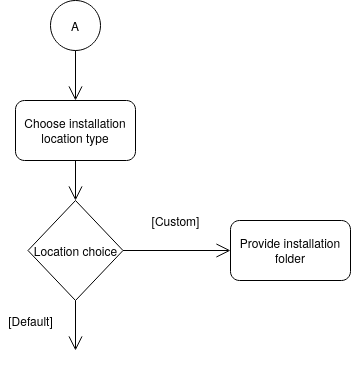 A
Choose installation
location type
Location choice
[Custom]
Provide installation
folder
[Default]